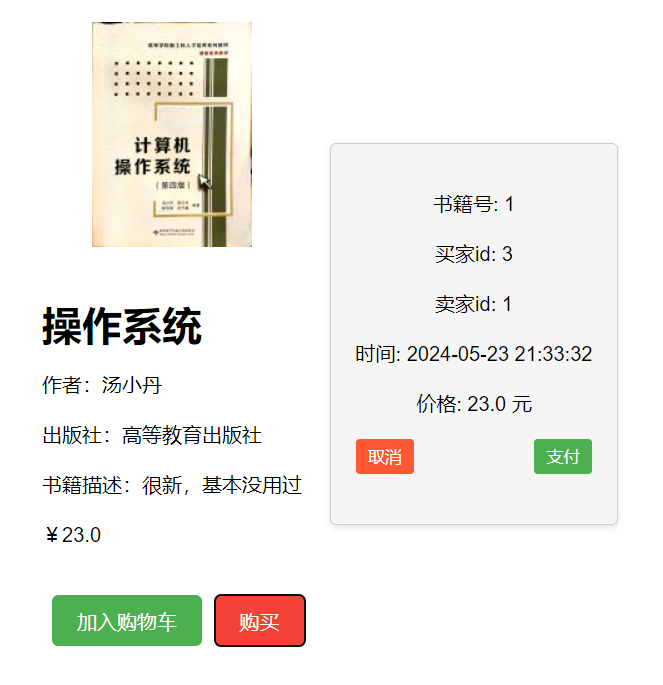 高等学校新工科人才培养系列教材
计算机
操作系统
（第四版）
操作系统
作者：汤小丹
出版社：高等教育出版社
书籍描述：很新，基本没用过
￥23.0
加入购物车
购买
书籍号: 1
买家id: 3
卖家id: 1
时间: 2024-05-23 21:33:32
价格: 23.0 元
取消
支付